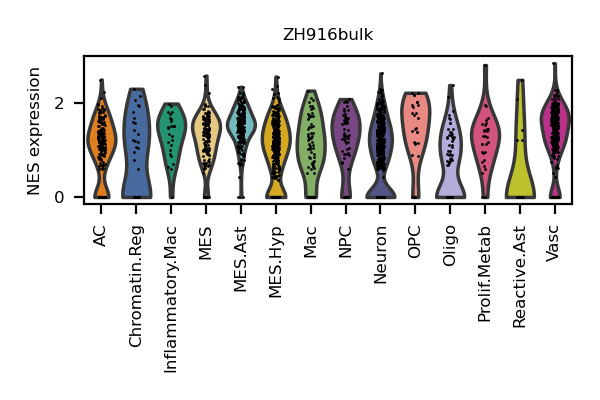 ZH916bulk
NES expression
2
0
AC
Chromatin.Reg
Inflammatory.Mac
MES
MES.Ast
MES.Hyp
Mac
NPC
Neuron
OPC
Oligo
Prolif.Metab
Reactive.Ast
Vasc